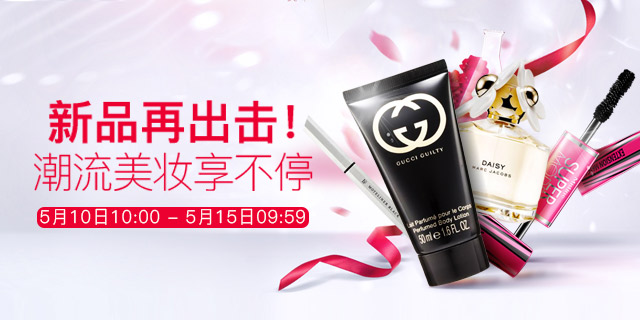 新品再出击!
潮流美妆享不停
5月10日10:00 - 5月15日09:59
GUCCI GUILTY
Lait Parfumé pour le Corps
Perfumed Body Lotion
50 ml e 1.6 FL. OZ.
DAISY
MARC JACOBS